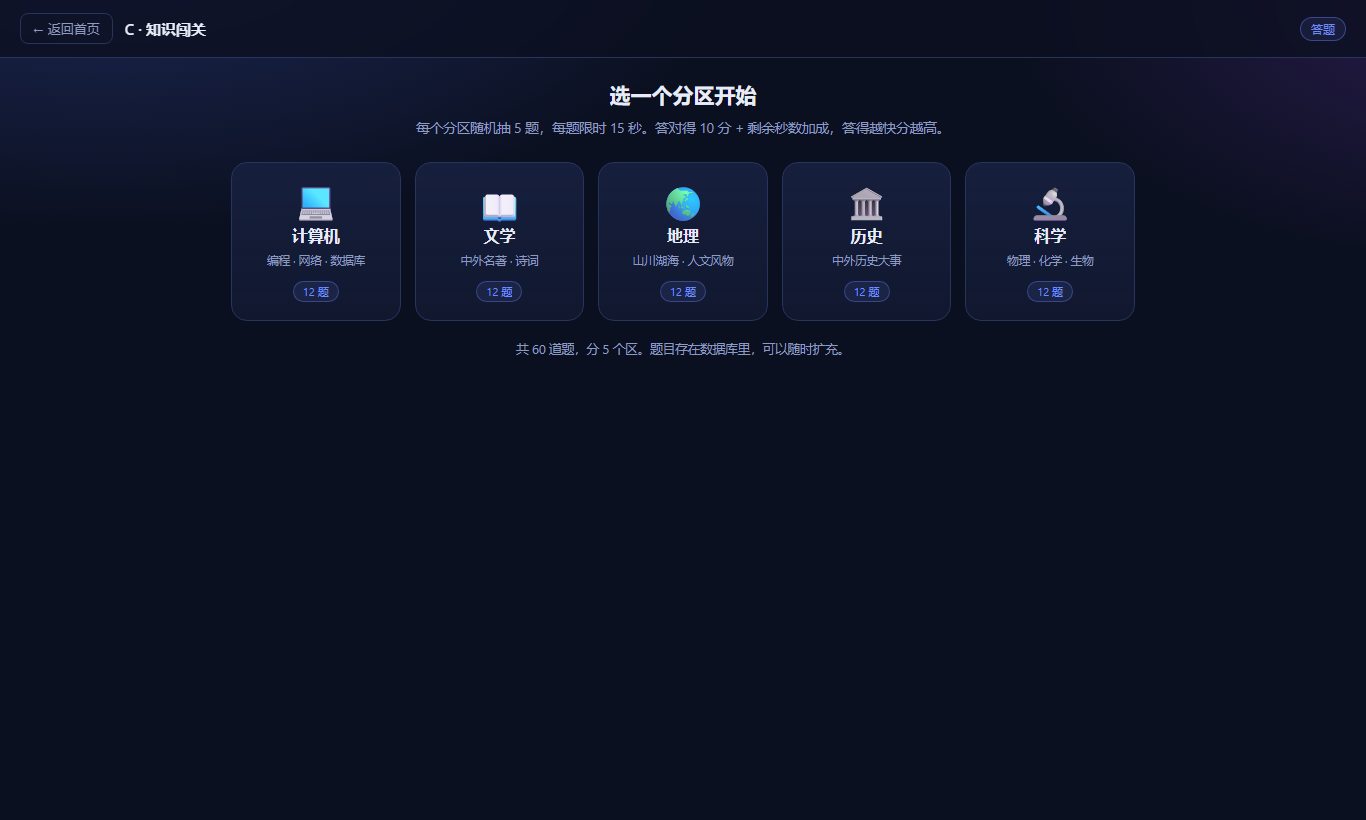 ← 返回首页
C · 知识闯关
答题
选一个分区开始
每个分区随机抽 5 题，每题限时 15 秒。答对得 10 分 + 剩余秒数加成，答得越快分越高。
计算机
编程 · 网络 · 数据库
12 题
文学
中外名著 · 诗词
12 题
地理
山川湖海 · 人文风物
12 题
历史
中外历史大事
12 题
科学
物理 · 化学 · 生物
12 题
共 60 道题，分 5 个区。题目存在数据库里，可以随时扩充。